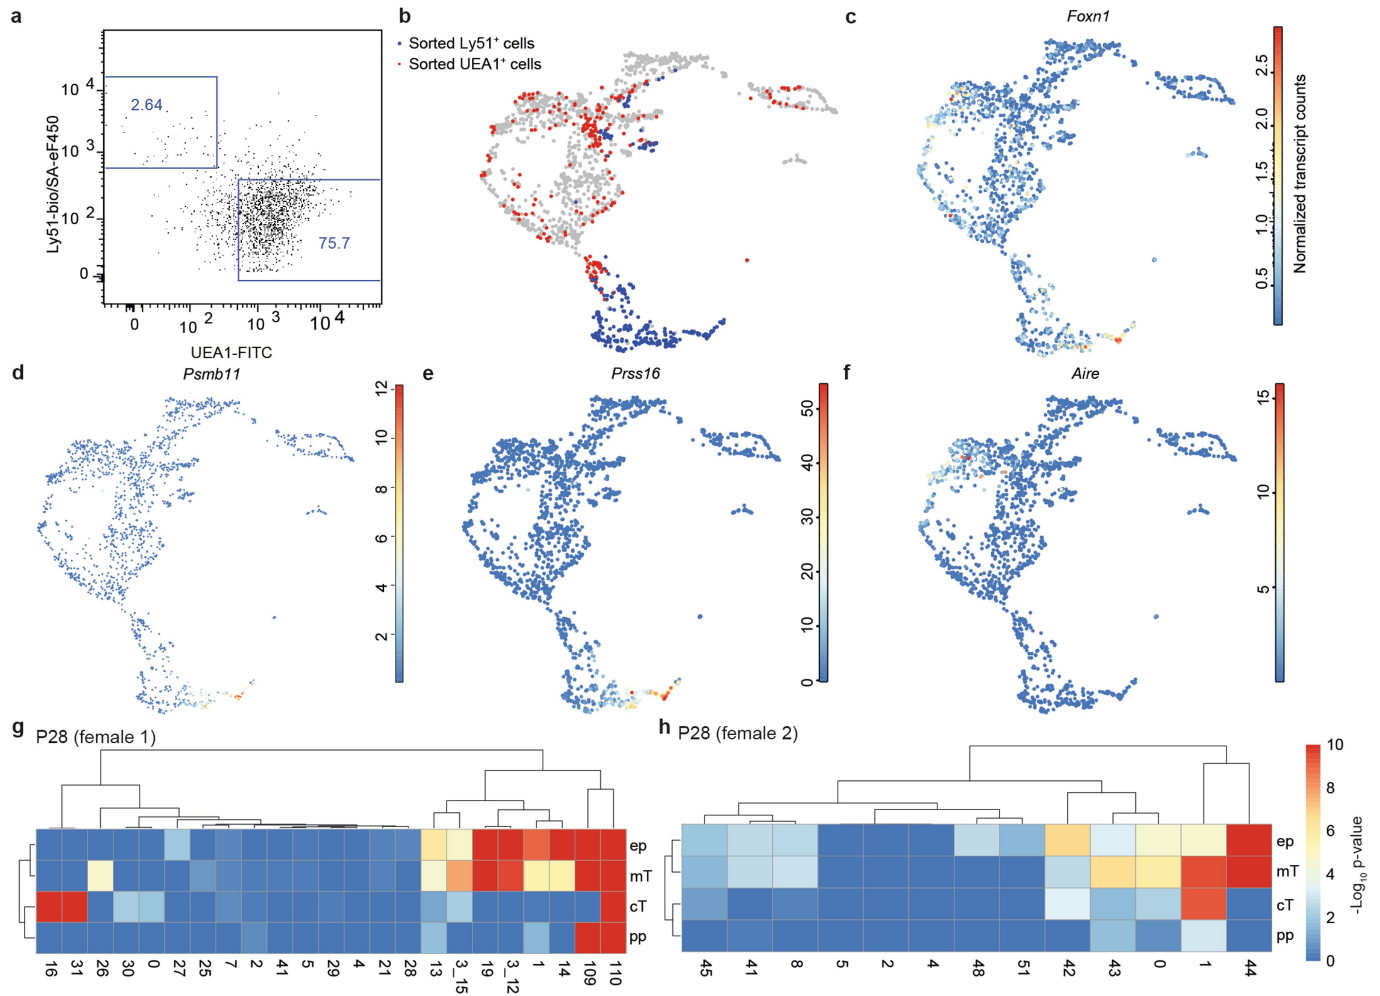 a
Ly51-bio/SA-eF450
10 4
10 3
10 2
0
2.64
75.7
0
10 2
10 3
10 4
UEA1-FITC
b
Sorted Ly51+ cells
Sorted UEA1+ cells
c
Foxn1
2.5
2.0
1.5
1.0
0.5
Normalized transcript counts
d
Psmb11
12
10
8
6
4
2
e
Prss16
50
40
30
20
10
0
f
Aire
15
10
5
g
P28 (female 1)
ep
mT
cT
pp
16 31 26 30 0 27 25 7 2 41 5 29 4 21 28 13 3_15 19 3_12 1 14 109 110
h
P28 (female 2)
ep
mT
cT
pp
45 41 8 5 2 4 48 51 42 43 0 1 44
10
8
6
4
2
0
-Log10 p-value